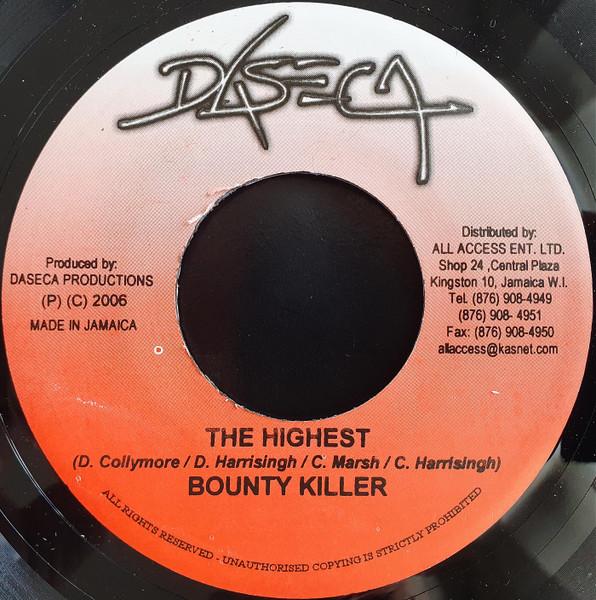 DASECA
Produced by:
DASECA PRODUCTIONS
(P) (C) 2006
MADE IN JAMAICA
Distributed by:
ALL ACCESS ENT. LTD.
Shop 24 ,Central Plaza
Kingston 10, Jamaica W.I.
Tel. (876) 908-4949
(876) 908- 4951
Fax: (876) 908-4950
allaccess@kasnet.com
THE HIGHEST
(D. Collymore / D. Harrisingh / C. Marsh / C. Harrisingh)
BOUNTY KILLER
ALL RIGHTS RESERVED - UNAUTHORISED COPYING IS STRICTLY PROHIBITED